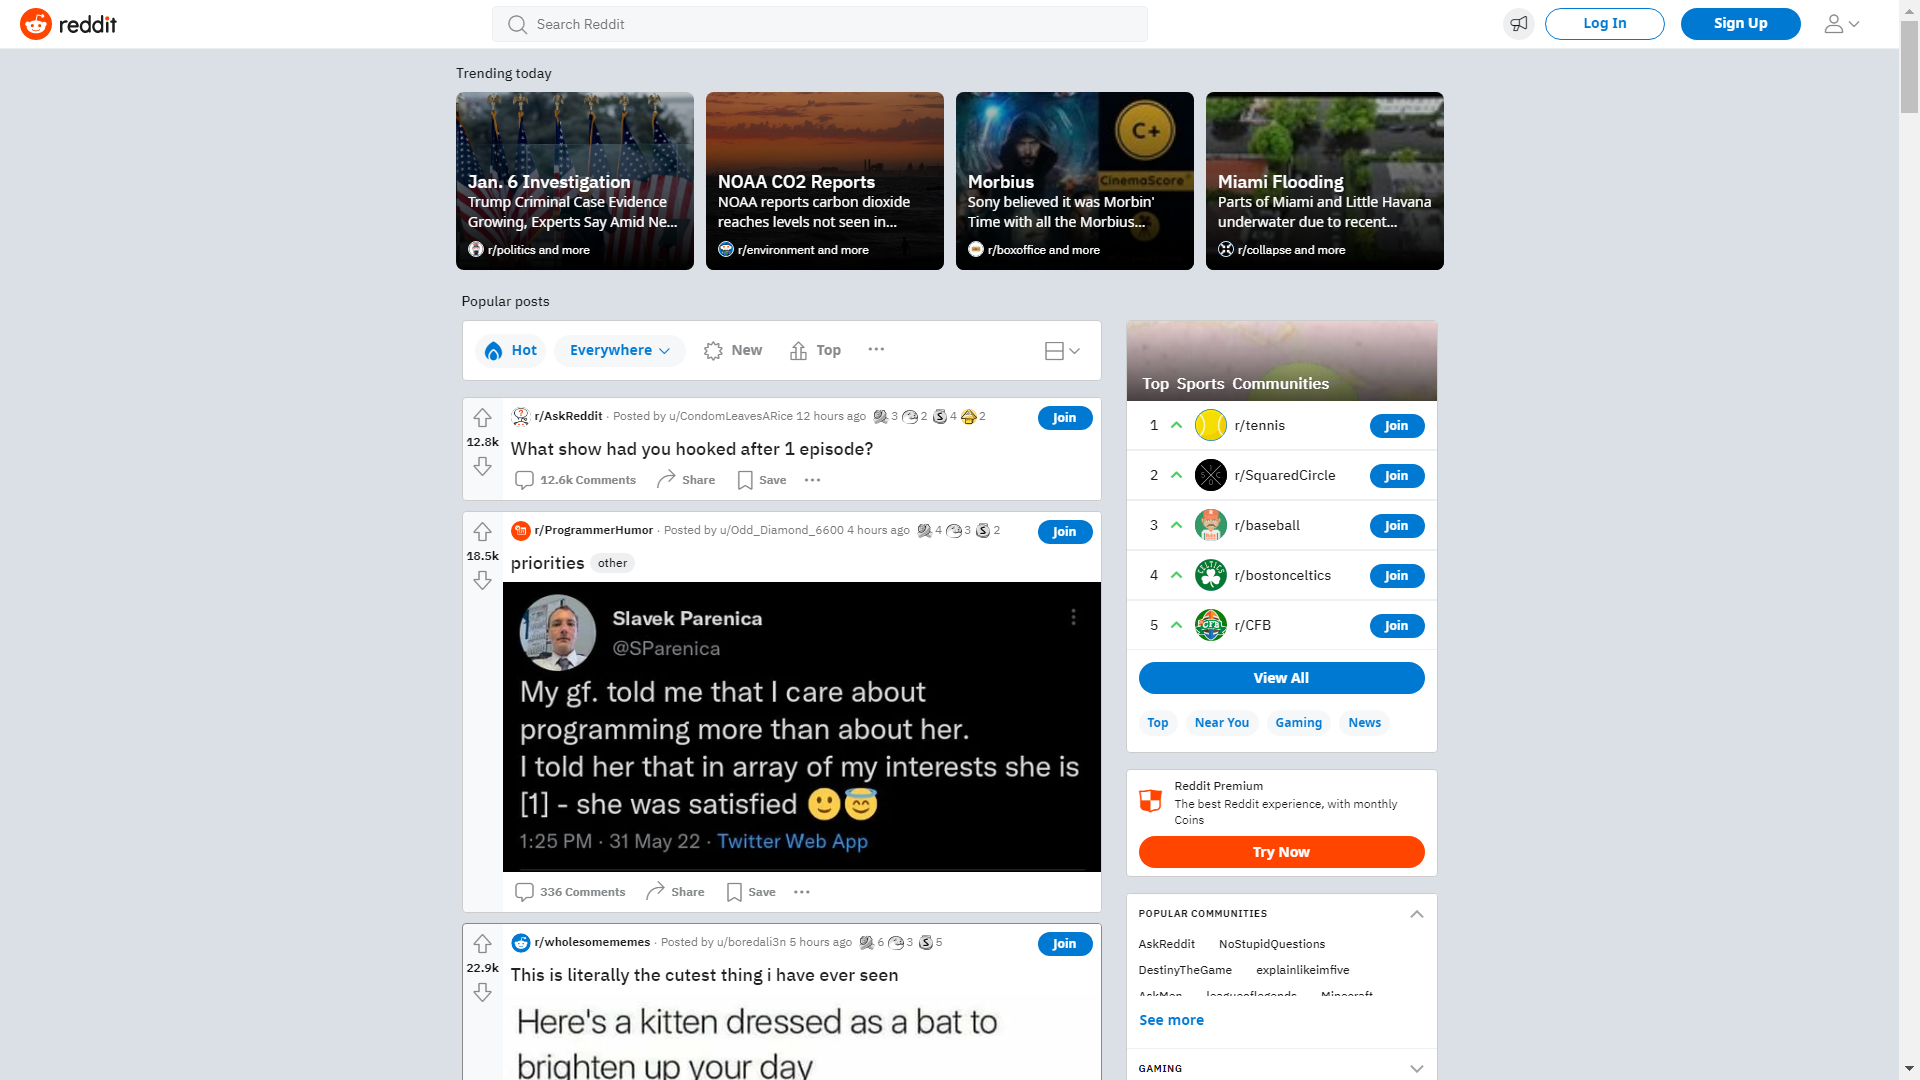 reddit
Search Reddit
Log In
Sign Up
Trending today
Jan. 6 Investigation
Trump Criminal Case Evidence
Growing, Experts Say Amid Ne...
r/politics and more
NOAA CO2 Reports
NOAA reports carbon dioxide
reaches levels not seen in...
r/environment and more
C+
CinemaScore
Morbius
Sony believed it was Morbin'
Time with all the Morbius...
r/boxoffice and more
Miami Flooding
Parts of Miami and Little Havana
underwater due to recent...
r/collapse and more
Popular posts
Hot
Everywhere
New
Top
12.8k
r/AskReddit · Posted by u/CondomLeavesARice 12 hours ago 3 2 4 2
Join
What show had you hooked after 1 episode?
12.6k Comments
Share
Save
18.5k
r/ProgrammerHumor · Posted by u/Odd_Diamond_6600 4 hours ago 4 3 2
Join
priorities other
Slavek Parenica
@SParenica
My gf. told me that I care about
programming more than about her.
I told her that in array of my interests she is
[1] - she was satisfied 🙂😇
1:25 PM · 31 May 22 · Twitter Web App
336 Comments
Share
Save
22.9k
r/wholesomememes · Posted by u/boredali3n 5 hours ago 6 3 5
Join
This is literally the cutest thing i have ever seen
Here's a kitten dressed as a bat to
brighten up your day
Top Sports Communities
1 r/tennis Join
2 r/SquaredCircle Join
3 r/baseball Join
4 r/bostonceltics Join
5 r/CFB Join
View All
Top
Near You
Gaming
News
Reddit Premium
The best Reddit experience, with monthly
Coins
Try Now
POPULAR COMMUNITIES
AskReddit NoStupidQuestions
DestinyTheGame explainlikeimfive
AskMen leagueoflegends Minecraft
See more
GAMING